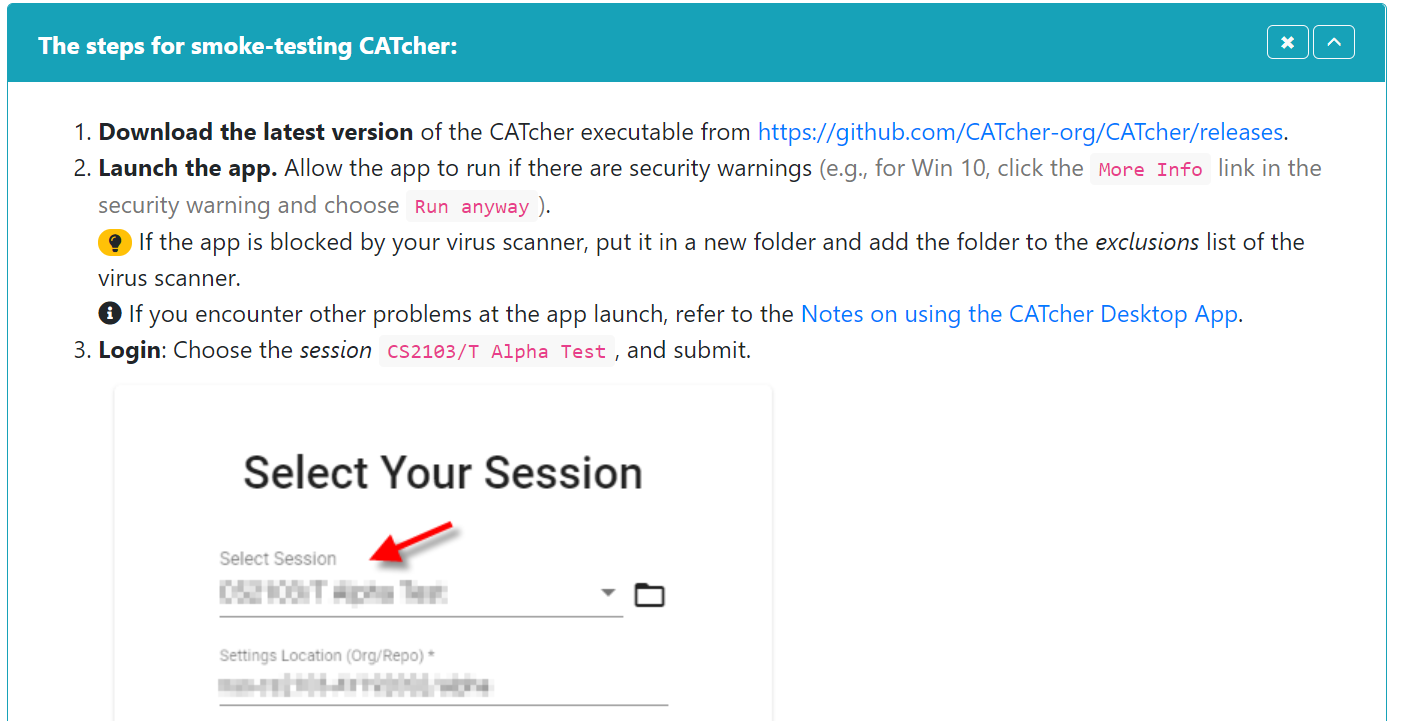 The steps for smoke-testing CATcher:
1. Download the latest version of the CATcher executable from https://github.com/CATcher-org/CATcher/releases.
2. Launch the app. Allow the app to run if there are security warnings (e.g., for Win 10, click the More Info link in the
security warning and choose Run anyway ).
If the app is blocked by your virus scanner, put it in a new folder and add the folder to the exclusions list of the
virus scanner.
If you encounter other problems at the app launch, refer to the Notes on using the CATcher Desktop App.
3. Login: Choose the session CS2103/T Alpha Test , and submit.
Select Your Session
Select Session
Settings Location (Org/Repo) *